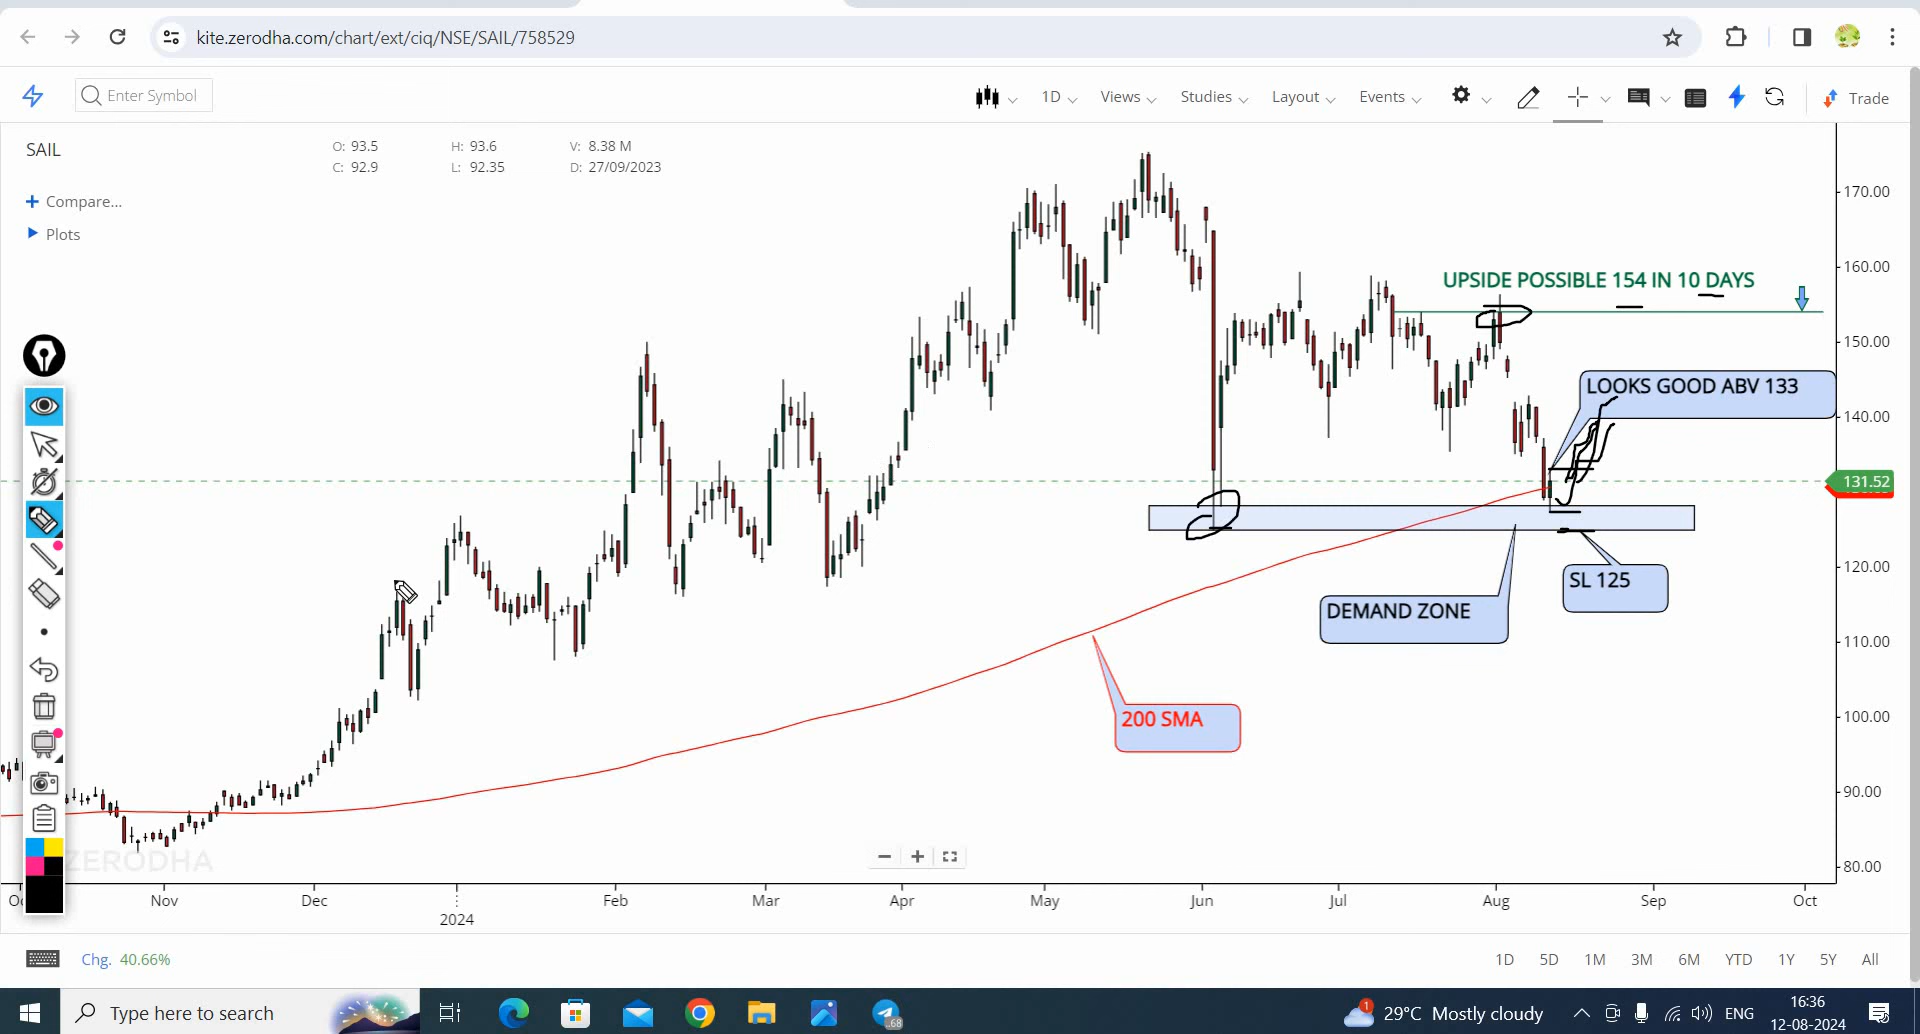 kite.zerodha.com/chart/ext/ciq/NSE/SAIL/758529
Enter Symbol
1D
Views
Studies
Layout
Events
Trade
SAIL
O: 93.5 H: 93.6 V: 8.38 M
C: 92.9 L: 92.35 D: 27/09/2023
+ Compare...
Plots
170.00
160.00
UPSIDE POSSIBLE 154 IN 10 DAYS
150.00
LOOKS GOOD ABV 133
140.00
131.52
SL 125
120.00
DEMAND ZONE
110.00
200 SMA
100.00
90.00
ZERODHA
80.00
Nov Dec Feb Mar Apr May Jun Jul Aug Sep Oct
2024
Chg. 40.66%
1D 5D 1M 3M 6M YTD 1Y 5Y All
Type here to search
68
1
29°C Mostly cloudy
ENG
16:36
12-08-2024